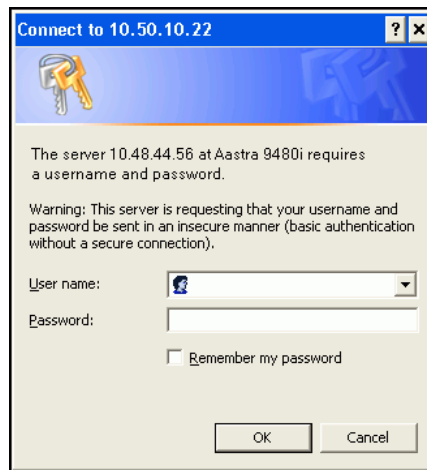 Connect to 10.50.10.22
The server 10.48.44.56 at Aastra 9480i requires
a username and password.
Warning: This server is requesting that your username and
password be sent in an insecure manner (basic authentication
without a secure connection).
User name:
Password:
Remember my password
OK
Cancel